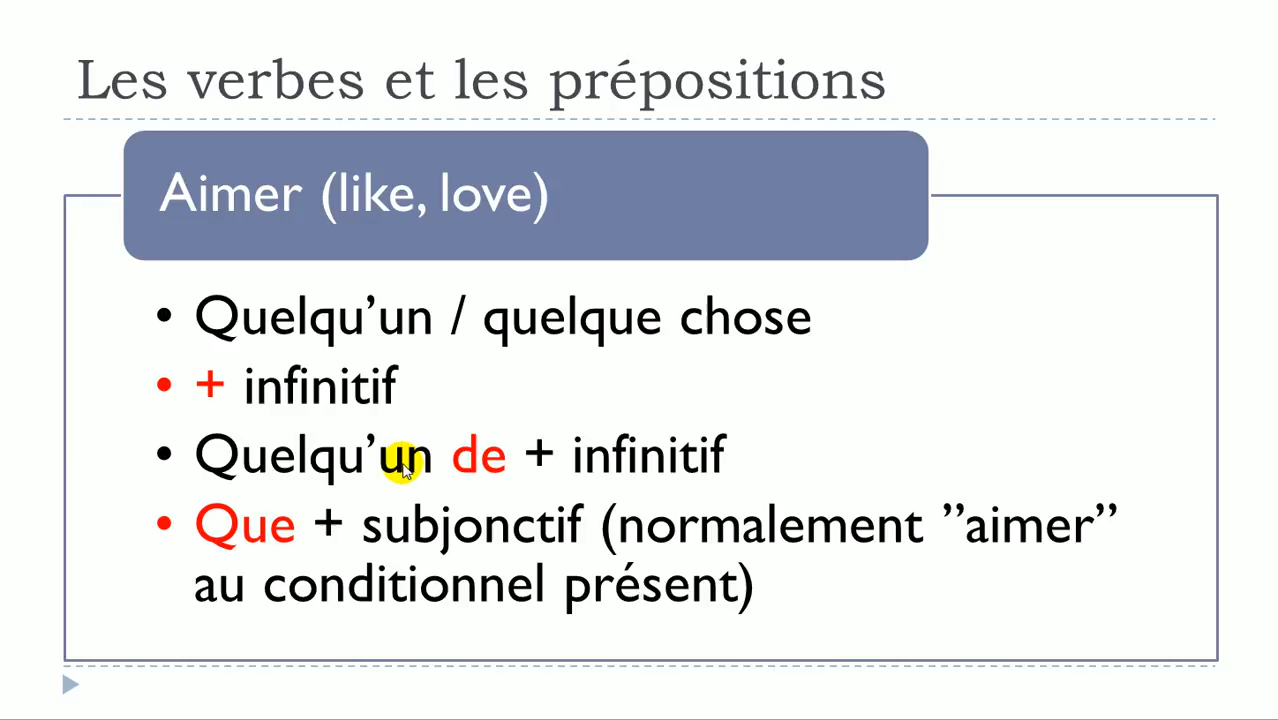 Les verbes et les prépositions
Aimer (like, love)
• Quelqu’un / quelque chose
• + infinitif
• Quelqu’un de + infinitif
• Que + subjonctif (normalement ”aimer”
au conditionnel présent)